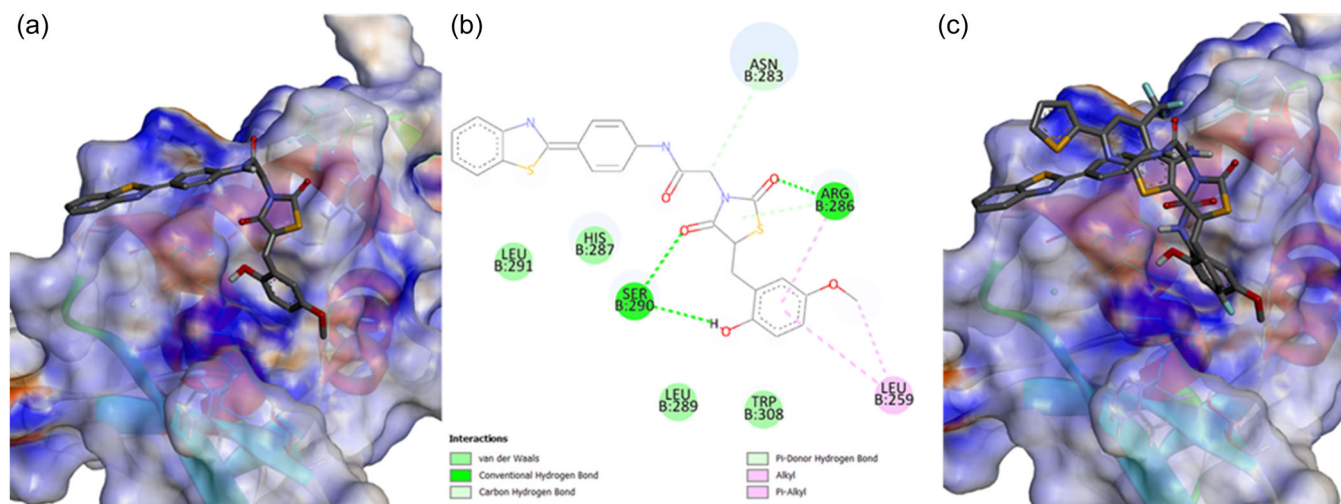 (a)
(b)
(c)
ASN
B:283
N
S
N
O
N
O
O
S
ARG
B:286
HIS
B:287
LEU
B:291
SER
B:290
H
O
O
LEU
B:289
TRP
B:308
LEU
B:259
Interactions
van der Waals
Conventional Hydrogen Bond
Carbon Hydrogen Bond
Pi-Donor Hydrogen Bond
Alkyl
Pi-Alkyl